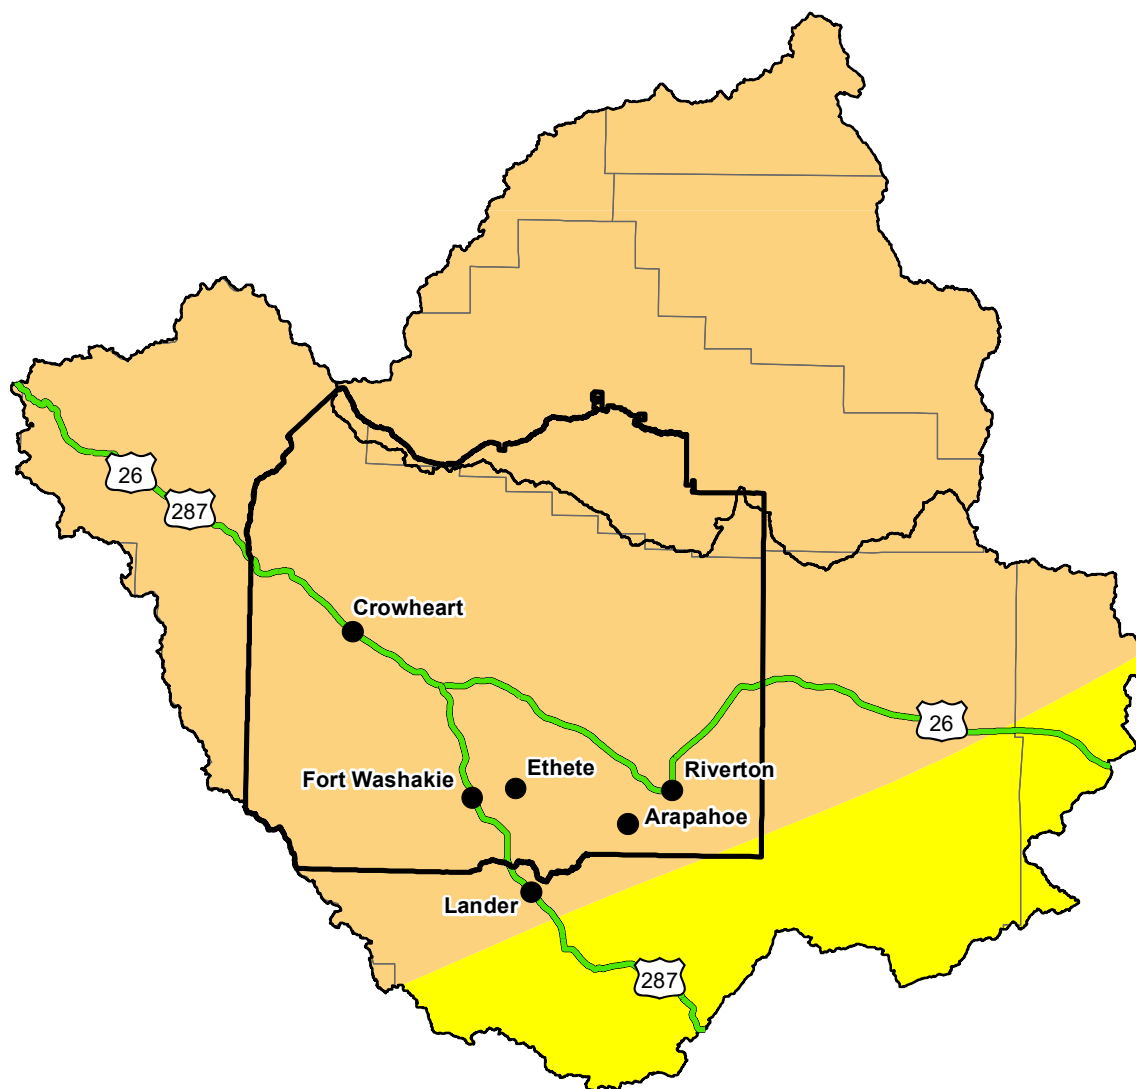 26
287
Crowheart
26
Ethete
Riverton
Fort Washakie
Arapahoe
Lander
287